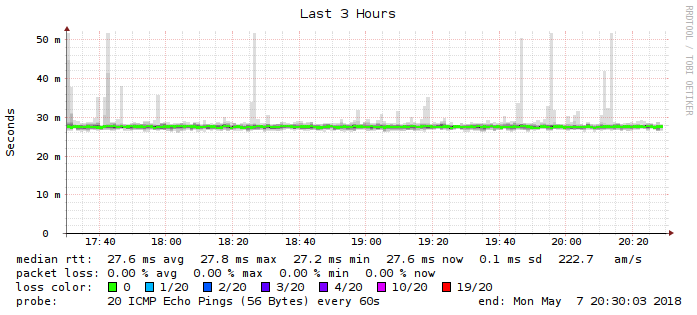 Last 3 Hours
RRDTOOL / TOBI OETIKER
Seconds
50 m
40 m
30 m
20 m
10 m
0
17:40 18:00 18:20 18:40 19:00 19:20 19:40 20:00 20:20
median rtt: 27.6 ms avg 27.8 ms max 27.2 ms min 27.6 ms now 0.1 ms sd 222.7 am/s
packet loss: 0.00 % avg 0.00 % max 0.00 % min 0.00 % now
loss color: 0 1/20 2/20 3/20 4/20 10/20 19/20
probe: 20 ICMP Echo Pings (56 Bytes) every 60s end: Mon May 7 20:30:03 2018